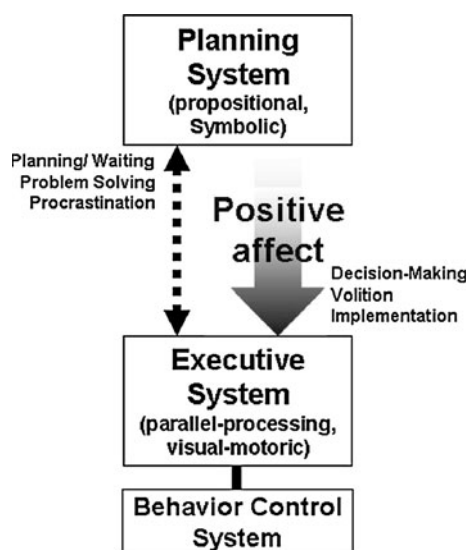 Planning
System
(propositional,
Symbolic)
Planning/ Waiting
Problem Solving
Procrastination
Positive
affect
Decision-Making
Volition
Implementation
Executive
System
(parallel-processing,
visual-motoric)
Behavior Control
System